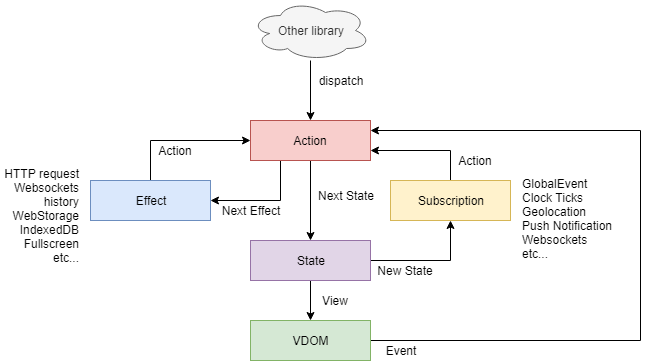 Other library
dispatch
Action
Action
Action
HTTP request
Websockets
history
WebStorage
IndexedDB
Fullscreen
etc...
Effect
Next Effect
Next State
Subscription
GlobalEvent
Clock Ticks
Geolocation
Push Notification
Websockets
etc...
State
New State
View
VDOM
Event